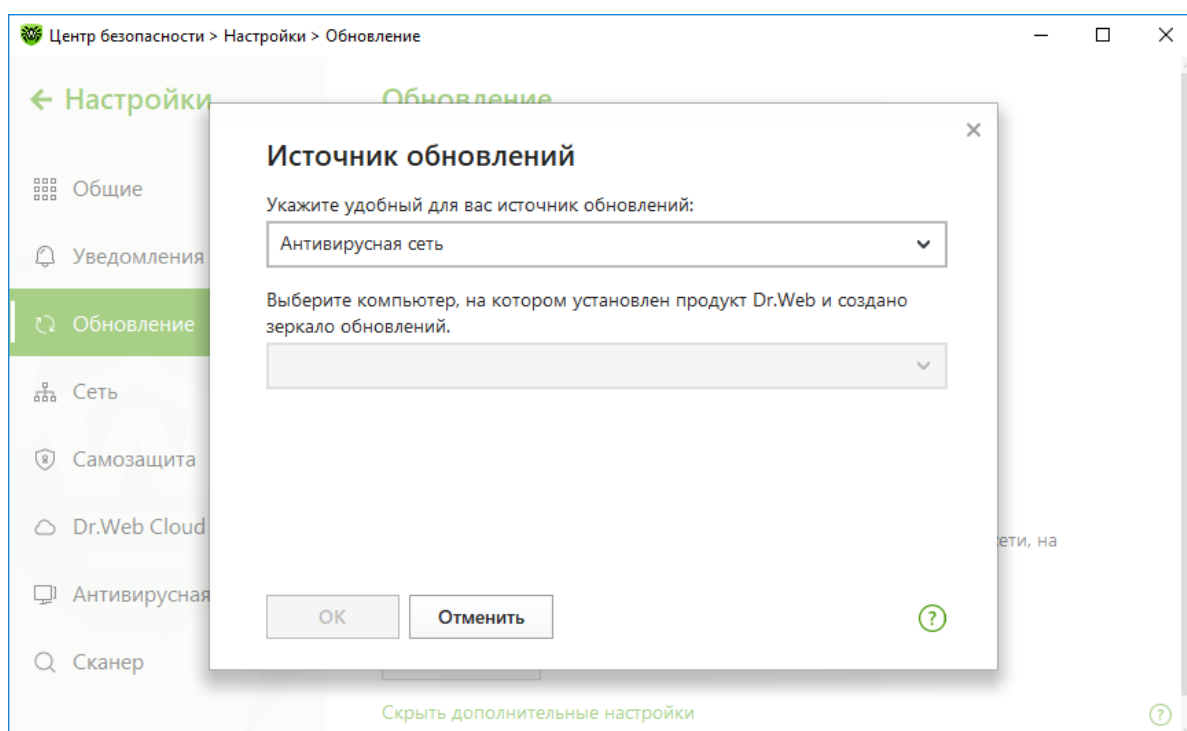 Центр безопасности > Настройки > Обновление
Настройки
Обновление
Источник обновлений
Общие
Укажите удобный для вас источник обновлений:
Антивирусная сеть
Уведомления
Выберите компьютер, на котором установлен продукт Dr.Web и создано
зеркало обновлений.
Обновление
Сеть
Самозащита
Dr.Web Cloud
ети, на
Антивирусная
OK
Отменить
?
Сканер
Скрыть дополнительные настройки
?